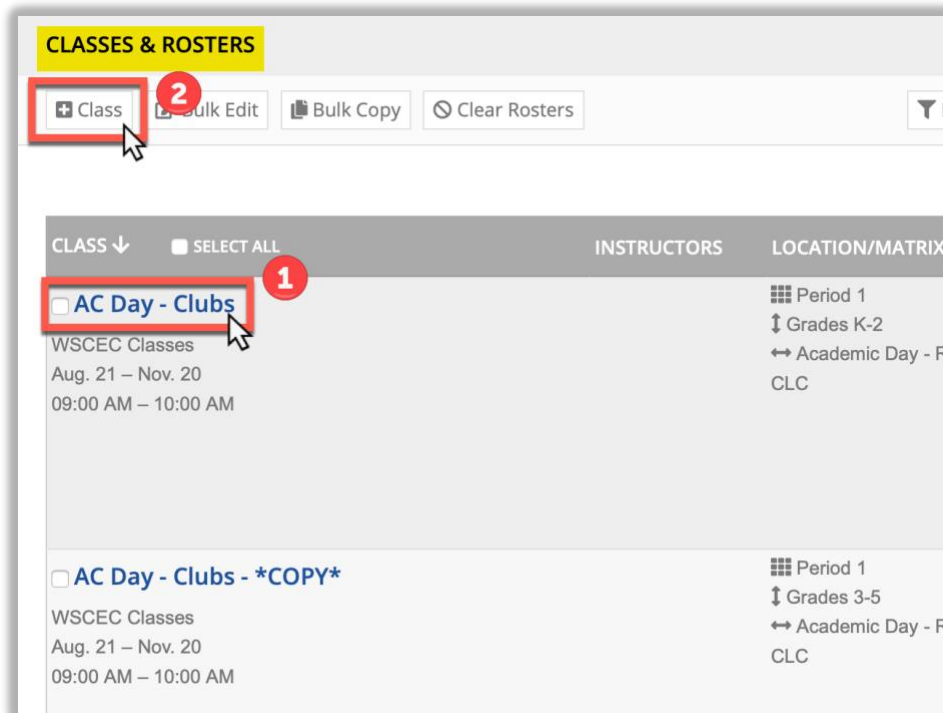 CLASSES & ROSTERS
Class 2 Bulk Edit Bulk Copy Clear Rosters
CLASS SELECT ALL INSTRUCTORS LOCATION/MATRIX
1
AC Day - Clubs
WSCEC Classes
Aug. 21 – Nov. 20
09:00 AM – 10:00 AM
Period 1
Grades K-2
Academic Day -
CLC
AC Day - Clubs - *COPY*
WSCEC Classes
Aug. 21 – Nov. 20
09:00 AM – 10:00 AM
Period 1
Grades 3-5
Academic Day -
CLC